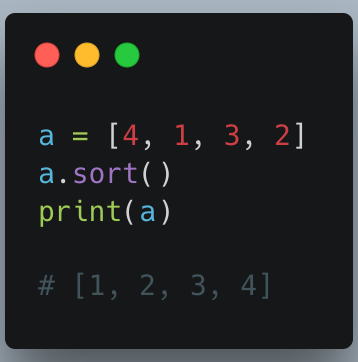 a = [4, 1, 3, 2]
a.sort()
print(a)
# [1, 2, 3, 4]